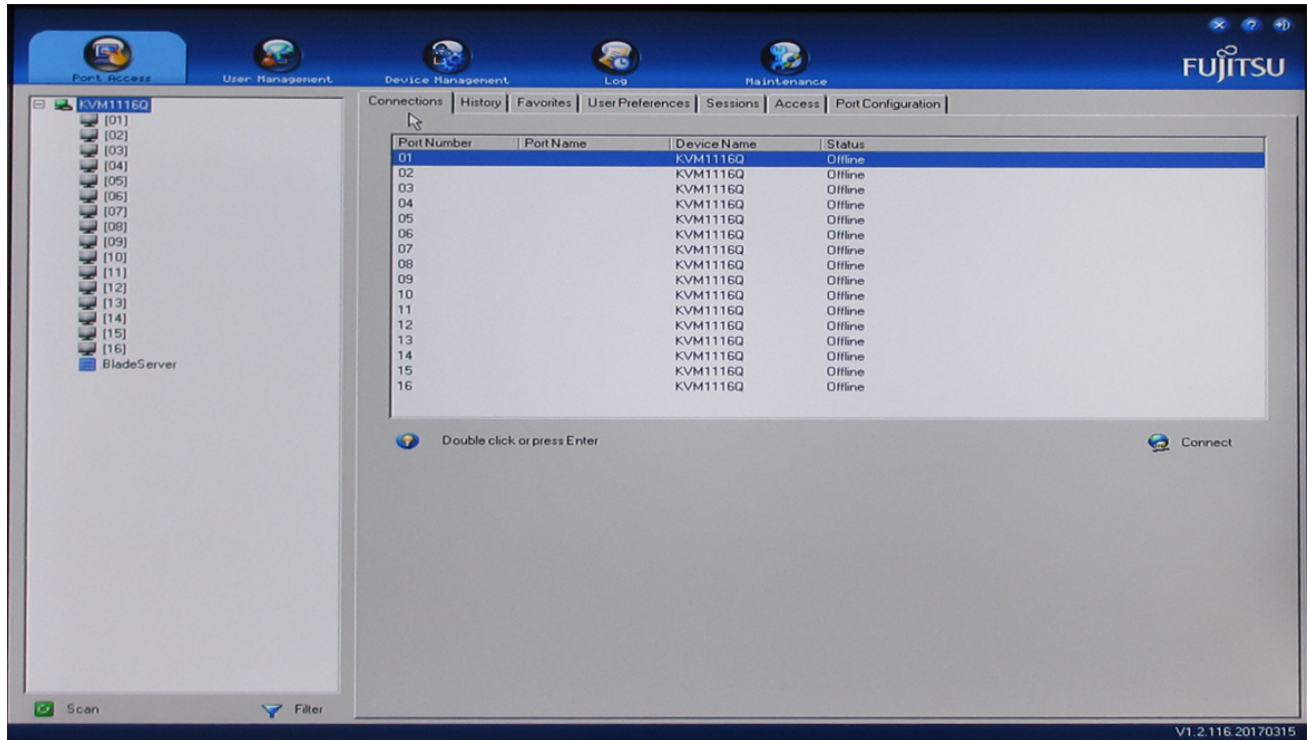 Port Access User Management Device Management Log Maintenance
FUJITSU
KVM1116Q
[01]
[02]
[03]
[04]
[05]
[06]
[07]
[08]
[09]
[10]
[11]
[12]
[13]
[14]
[15]
[16]
BladeServer
Scan Filter
Connections History Favorites User Preferences Sessions Access Port Configuration
Port Number Port Name Device Name Status
01 KVM1116Q Offline
02 KVM1116Q Offline
03 KVM1116Q Offline
04 KVM1116Q Offline
05 KVM1116Q Offline
06 KVM1116Q Offline
07 KVM1116Q Offline
08 KVM1116Q Offline
09 KVM1116Q Offline
10 KVM1116Q Offline
11 KVM1116Q Offline
12 KVM1116Q Offline
13 KVM1116Q Offline
14 KVM1116Q Offline
15 KVM1116Q Offline
16 KVM1116Q Offline
Double click or press Enter
Connect
V1.2.116.20170315